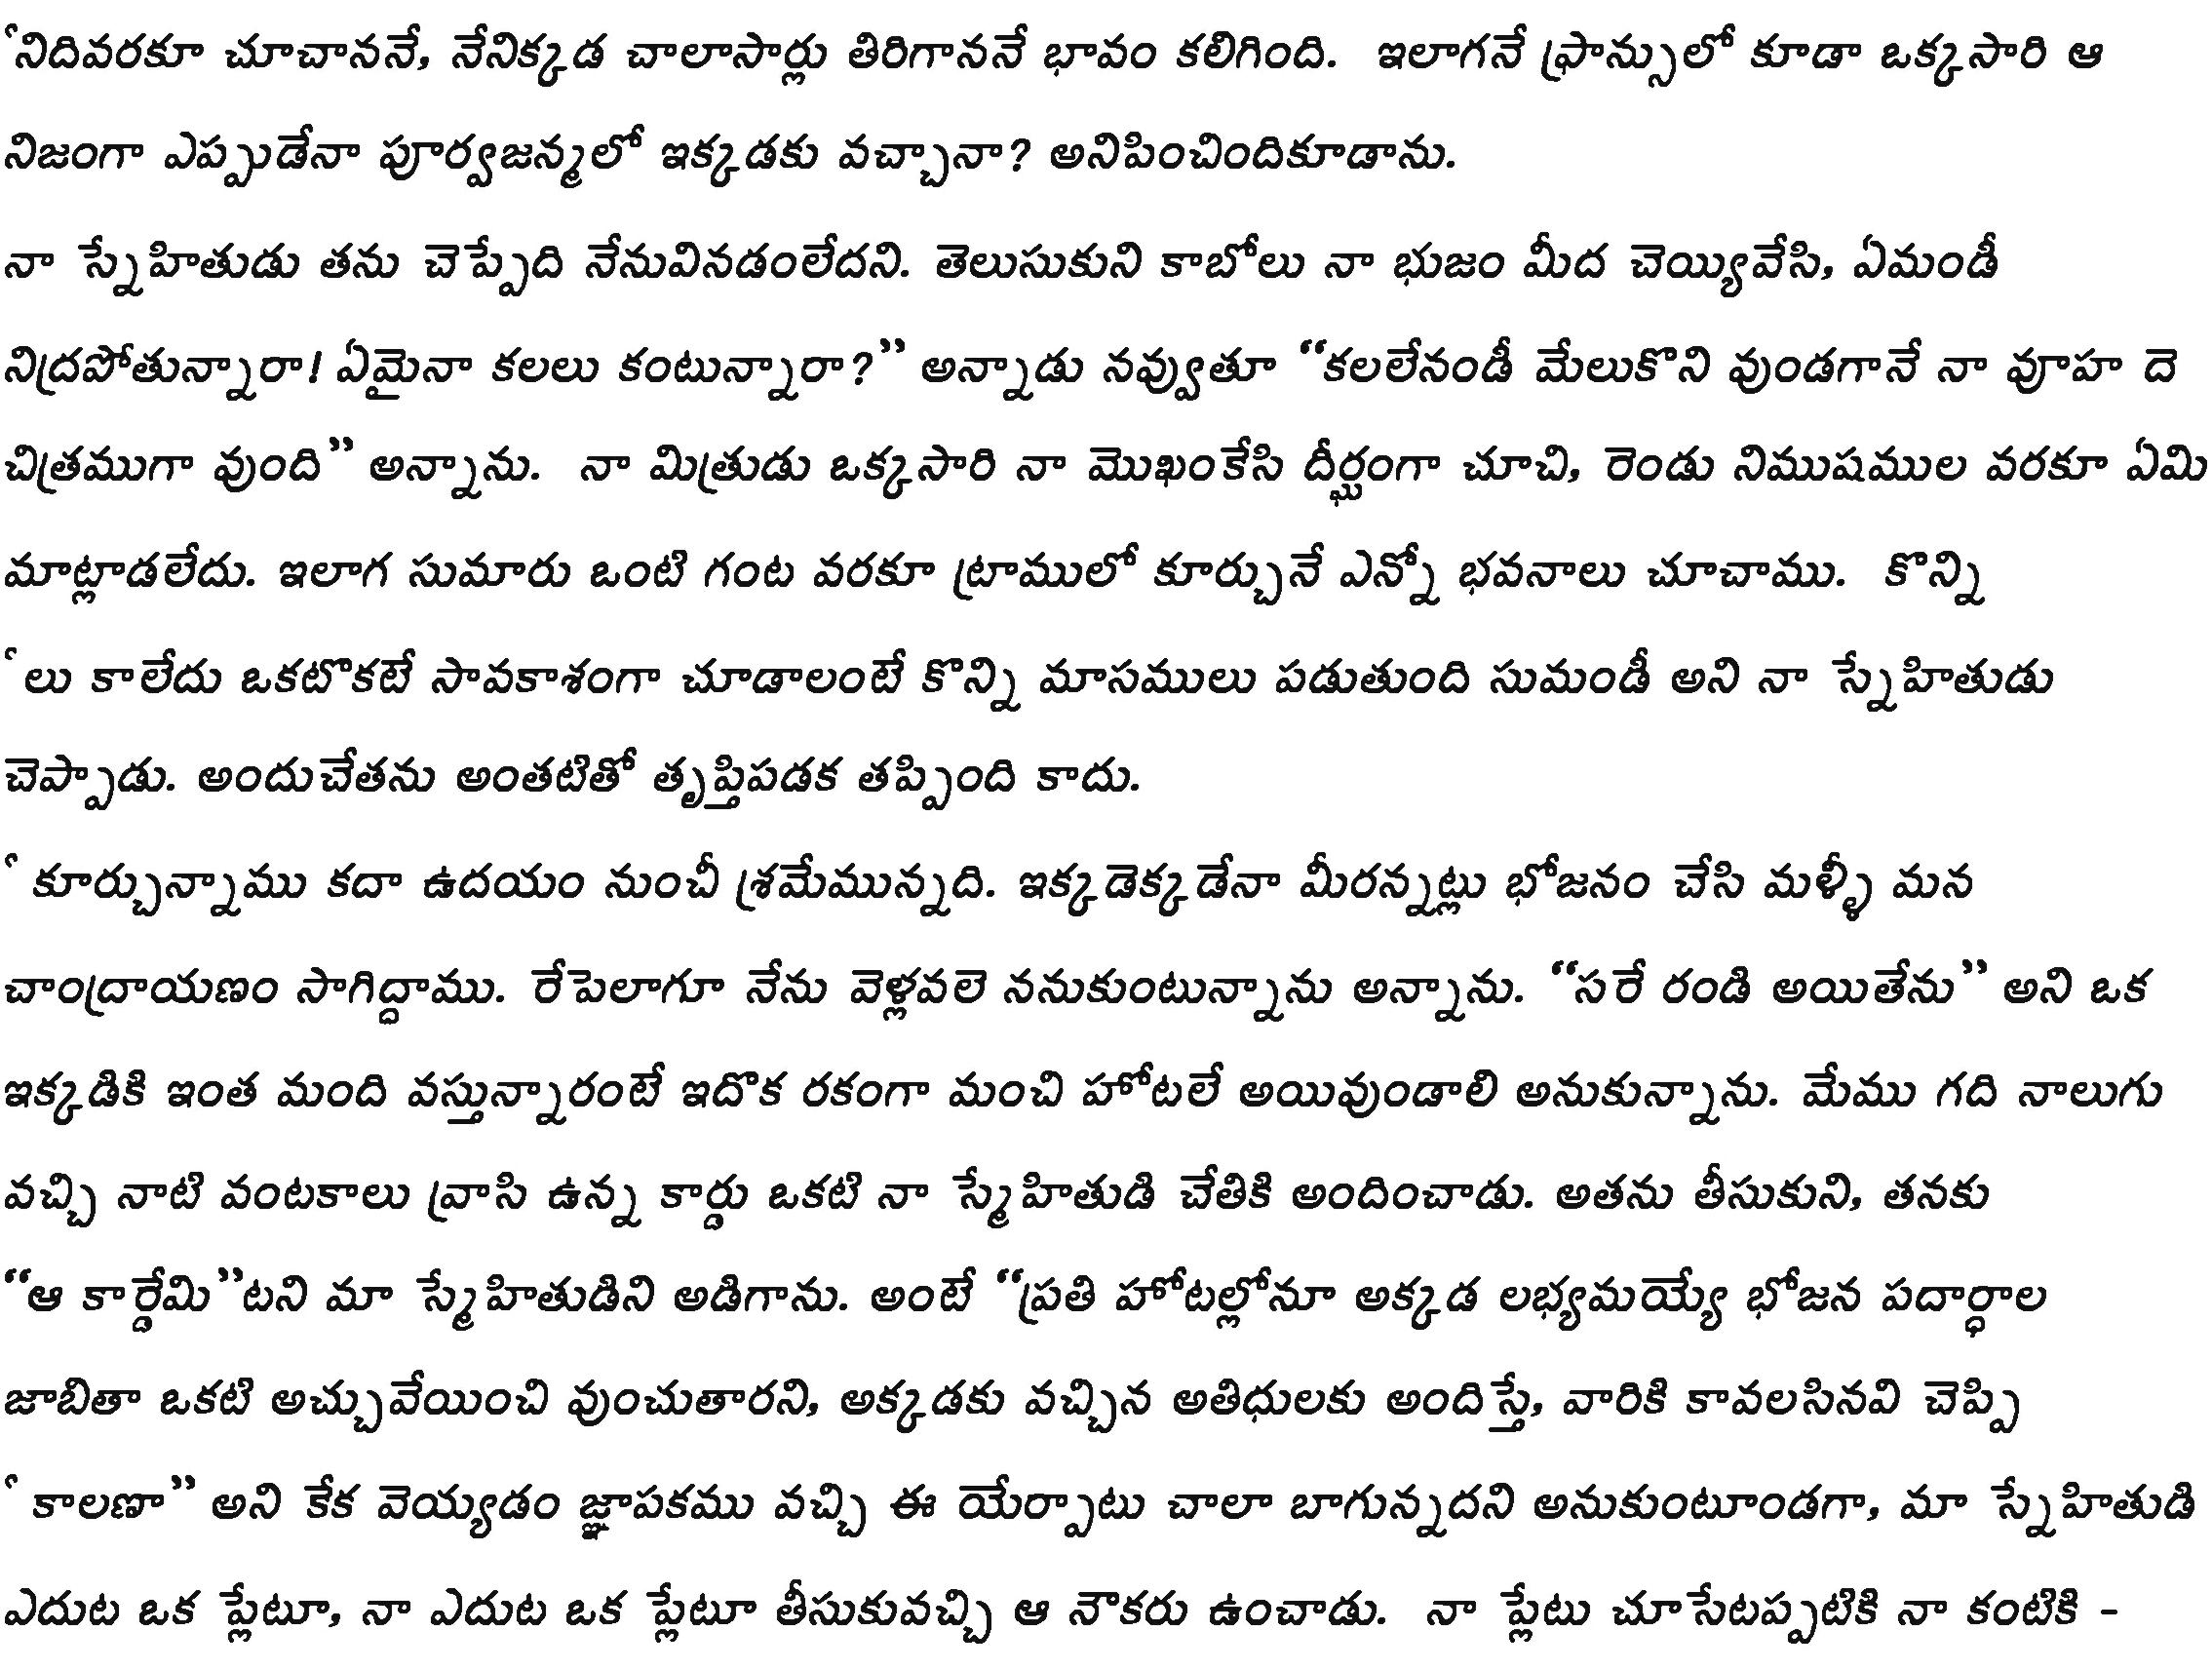 నిదివరకూ చూచాననే, నేనిక్కడ చాలాసార్లు తిరిగాననే భావం కలిగింది. ఇలాగనే ఫ్రాన్సులో కూడా ఒక్కసారి ఆ
నిజంగా ఎప్పుడేనా పూర్వజన్మలో ఇక్కడకు వచ్చానా? అనిపించిందికూడాను.
నా స్నేహితుడు తను చెప్పేది నేనువినడంలేదని. తెలుసుకుని కాబోలు నా భుజం మీద చెయ్యివేసి, ఏమండీ
నిద్రపోతున్నారా! ఏమైనా కలలు కంటున్నారా?” అన్నాడు నవ్వుతూ “కలలేనండీ మేలుకొని వుండగానే నా వూహ దె
చిత్రముగా వుంది” అన్నాను. నా మిత్రుడు ఒక్కసారి నా మొఖంకేసి దీర్ఘంగా చూచి, రెండు నిముషముల వరకూ ఏమి
మాట్లాడలేదు. ఇలాగ సుమారు ఒంటి గంట వరకూ ట్రాములో కూర్చునే ఎన్నో భవనాలు చూచాము. కొన్ని
లు కాలేదు ఒకటొకటే సావకాశంగా చూడాలంటే కొన్ని మాసములు పడుతుంది సుమండీ అని నా స్నేహితుడు
చెప్పాడు. అందుచేతను అంతటితో తృప్తిపడక తప్పింది కాదు.
కూర్చున్నాము కదా ఉదయం నుంచీ శ్రమేమున్నది. ఇక్కడెక్కడేనా మీరన్నట్లు భోజనం చేసి మళ్ళీ మన
చాంద్రాయణం సాగిద్దాము. రేపెలాగూ నేను వెళ్లవలె ననుకుంటున్నాను అన్నాను. “సరే రండి అయితేను” అని ఒక
ఇక్కడికి ఇంత మంది వస్తున్నారంటే ఇదొక రకంగా మంచి హోటలే అయివుండాలి అనుకున్నాను. మేము గది నాలుగు
వచ్చి నాటి వంటకాలు వ్రాసి ఉన్న కార్డు ఒకటి నా స్మేహితుడి చేతికి అందించాడు. అతను తీసుకుని, తనకు
“ఆ కార్డేమి”టని మా స్మేహితుడిని అడిగాను. అంటే “ప్రతి హోటల్లోనూ అక్కడ లభ్యమయ్యే భోజన పదార్ధాల
జాబితా ఒకటి అచ్చువేయించి వుంచుతారని, అక్కడకు వచ్చిన అతిధులకు అందిస్తే, వారికి కావలసినవి చెప్పి
కాలణా” అని కేక వెయ్యడం జ్ఞాపకము వచ్చి ఈ యేర్పాటు చాలా బాగున్నదని అనుకుంటూండగా, మా స్నేహితుడి
ఎదుట ఒక ప్లేటూ, నా ఎదుట ఒక ప్లేటూ తీసుకువచ్చి ఆ నౌకరు ఉంచాడు. నా ప్లేటు చూసేటప్పటికి నా కంటికి -